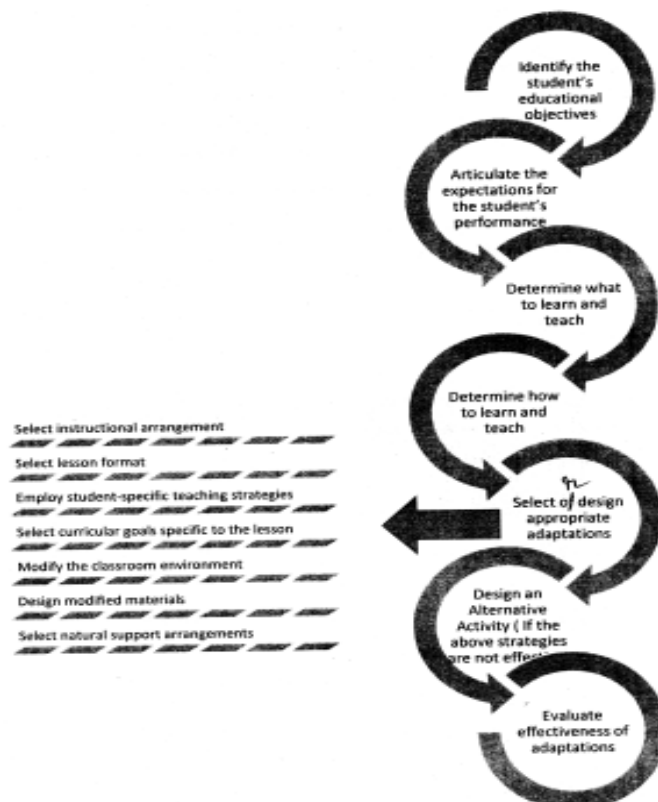 Identify the
student's
educational
objectives
Articulate the
expectations for
the student's
performance
Determine what
to learn and
teach
Determine how
to learn and
teach
Select instructional arrangement
Select lesson format
Employ student-specific teaching strategies
Select curricular goals specific to the lesson
Modify the classroom environment
Design modified materials
Select natural support arrangements
r
Select of design
appropriate
adaptations
Design an
Alternative
Activity ( If the
above strategies
are not effecti
Evaluate
effectiveness of
adaptations